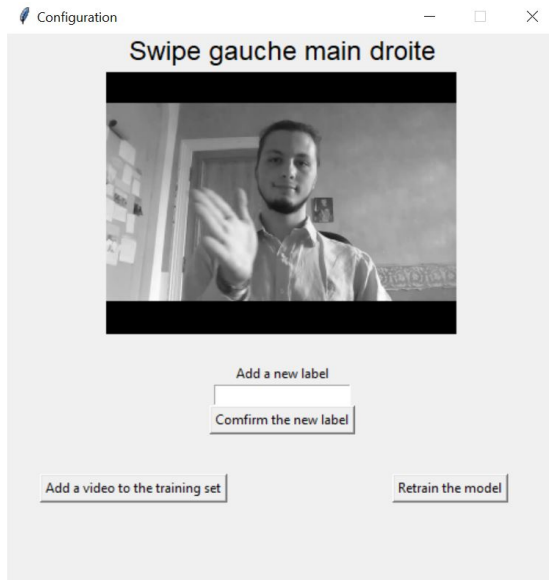 Configuration
Swipe gauche main droite
Add a new label
Comfirm the new label
Add a video to the training set
Retrain the model